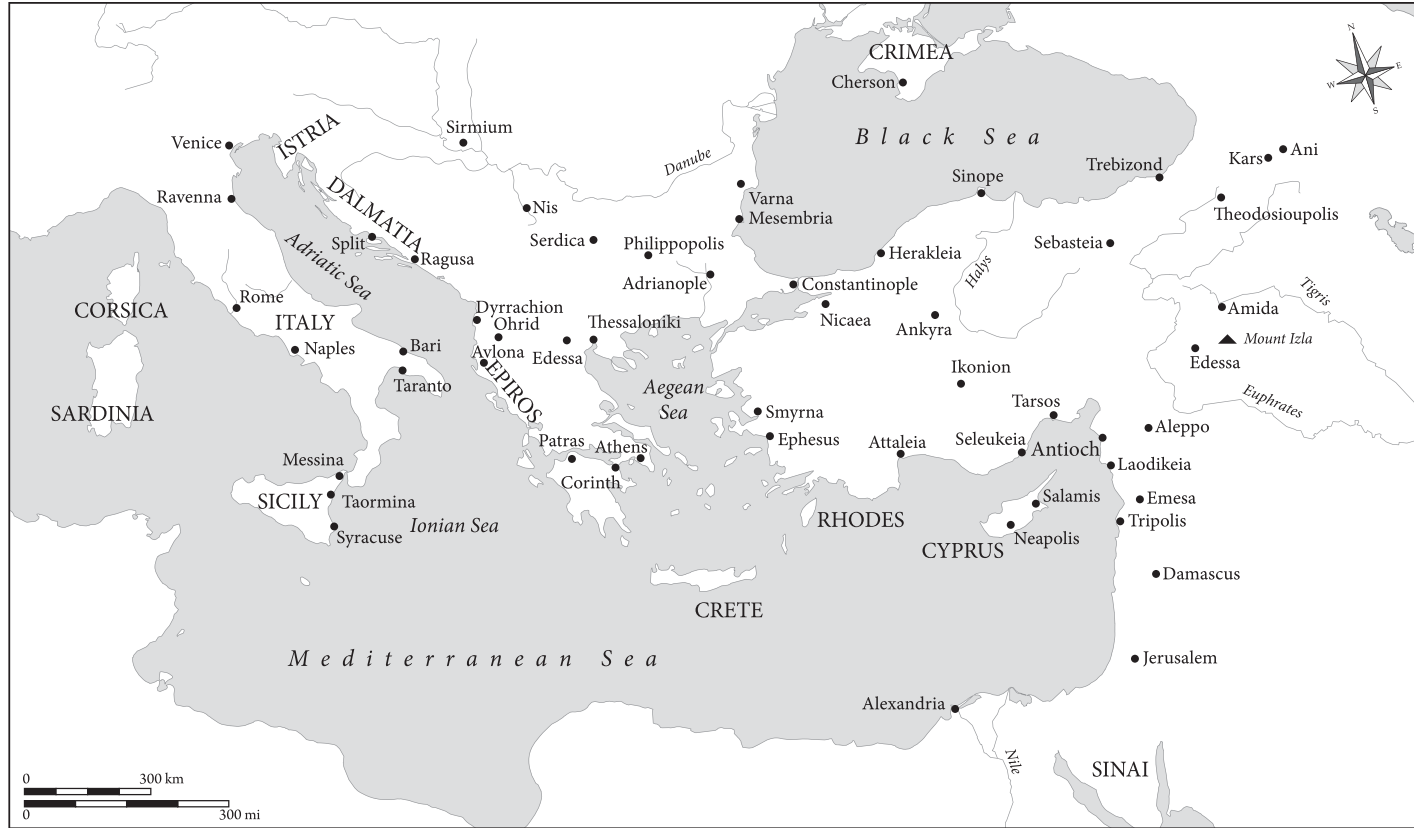 CRIMEA
Cherson
N
E
W
S
Venice
ISTRIA
Sirmium
Black Sea
Danube
Kars
Ani
Trebizond
Sinope
Ravenna
DALMATIA
Nis
Varna
Mesembria
Theodosioupolis
Split
Adriatic Sea
Ragusa
Serdica
Philippopolis
Adrianople
Herakleia
Halys
Sebasteia
Constantinople
Tigris
CORSICA
Rome
ITALY
Naples
Dyrrachion
Ohrid
Thessaloniki
Nicaea
Ankyra
Amida
Mount Izla
Bari
Avlona
Edessa
Edessa
Taranto
EPIROS
Aegean
Sea
Ikonion
Euphrates
SARDINIA
Smyrna
Ephesus
Tarsos
Aleppo
Patras
Athens
Attaleia
Seleukeia
Antioch
Messina
Corinth
Laodikeia
SICILY
Taormina
Salamis
Emesa
Ionian Sea
RHODES
Tripolis
Syracuse
Neapolis
CYPRUS
Damascus
CRETE
Mediterranean Sea
Jerusalem
Alexandria
Nile
SINAI
0 300 km
0 300 mi